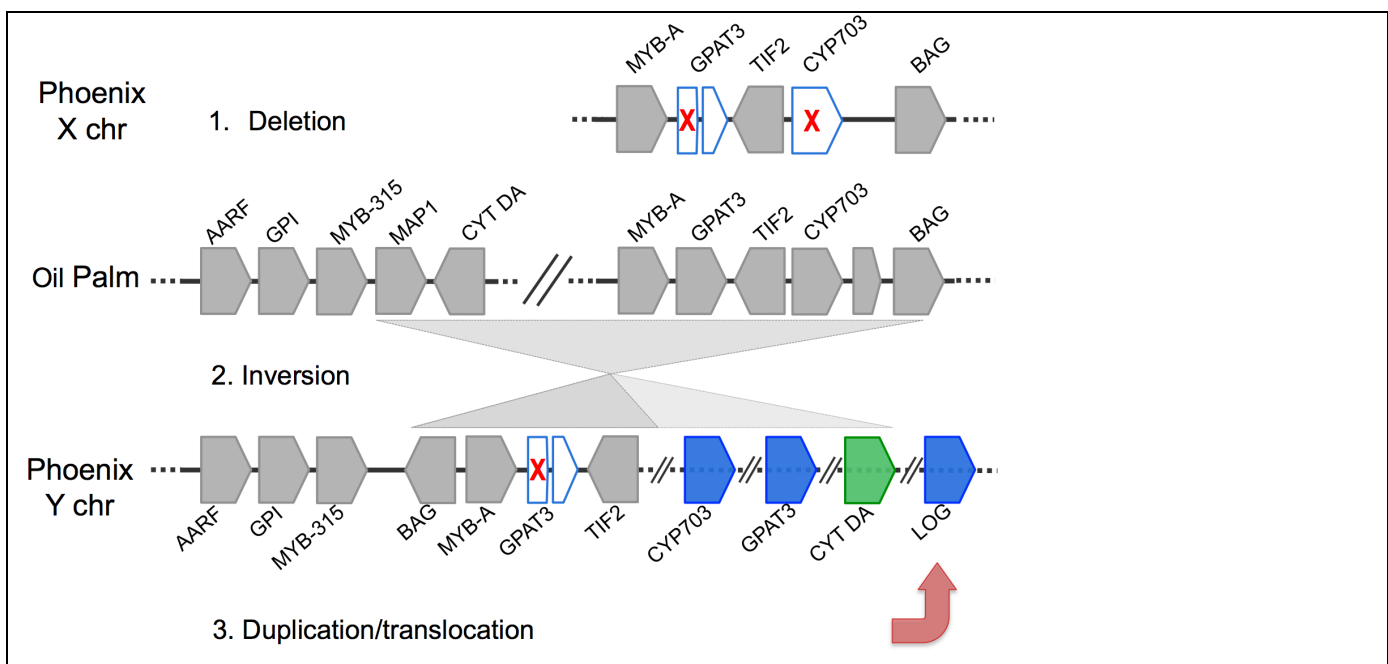 MYB-A GPAT3 TIF2 CYP703 BAG
Phoenix
X chr
1. Deletion
X X
AARF GPI MYB-315 MAP1 CYT DA MYB-A GPAT3 TIF2 CYP703 BAG
Oil Palm
2. Inversion
Phoenix
Y chr
X
AARF GPI MYB-315 BAG MYB-A GPAT3 TIF2 CYP703 GPAT3 CYT DA LOG
3. Duplication/translocation